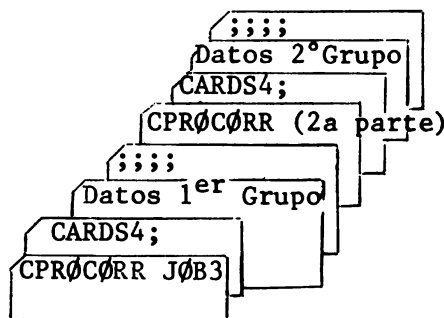 ;;;;
Datos 2°Grupo
CARDS4;
CPRØCØRR (2a parte)
;;;;
Datos 1er Grupo
CARDS4;
CPRØCØRR JØB3